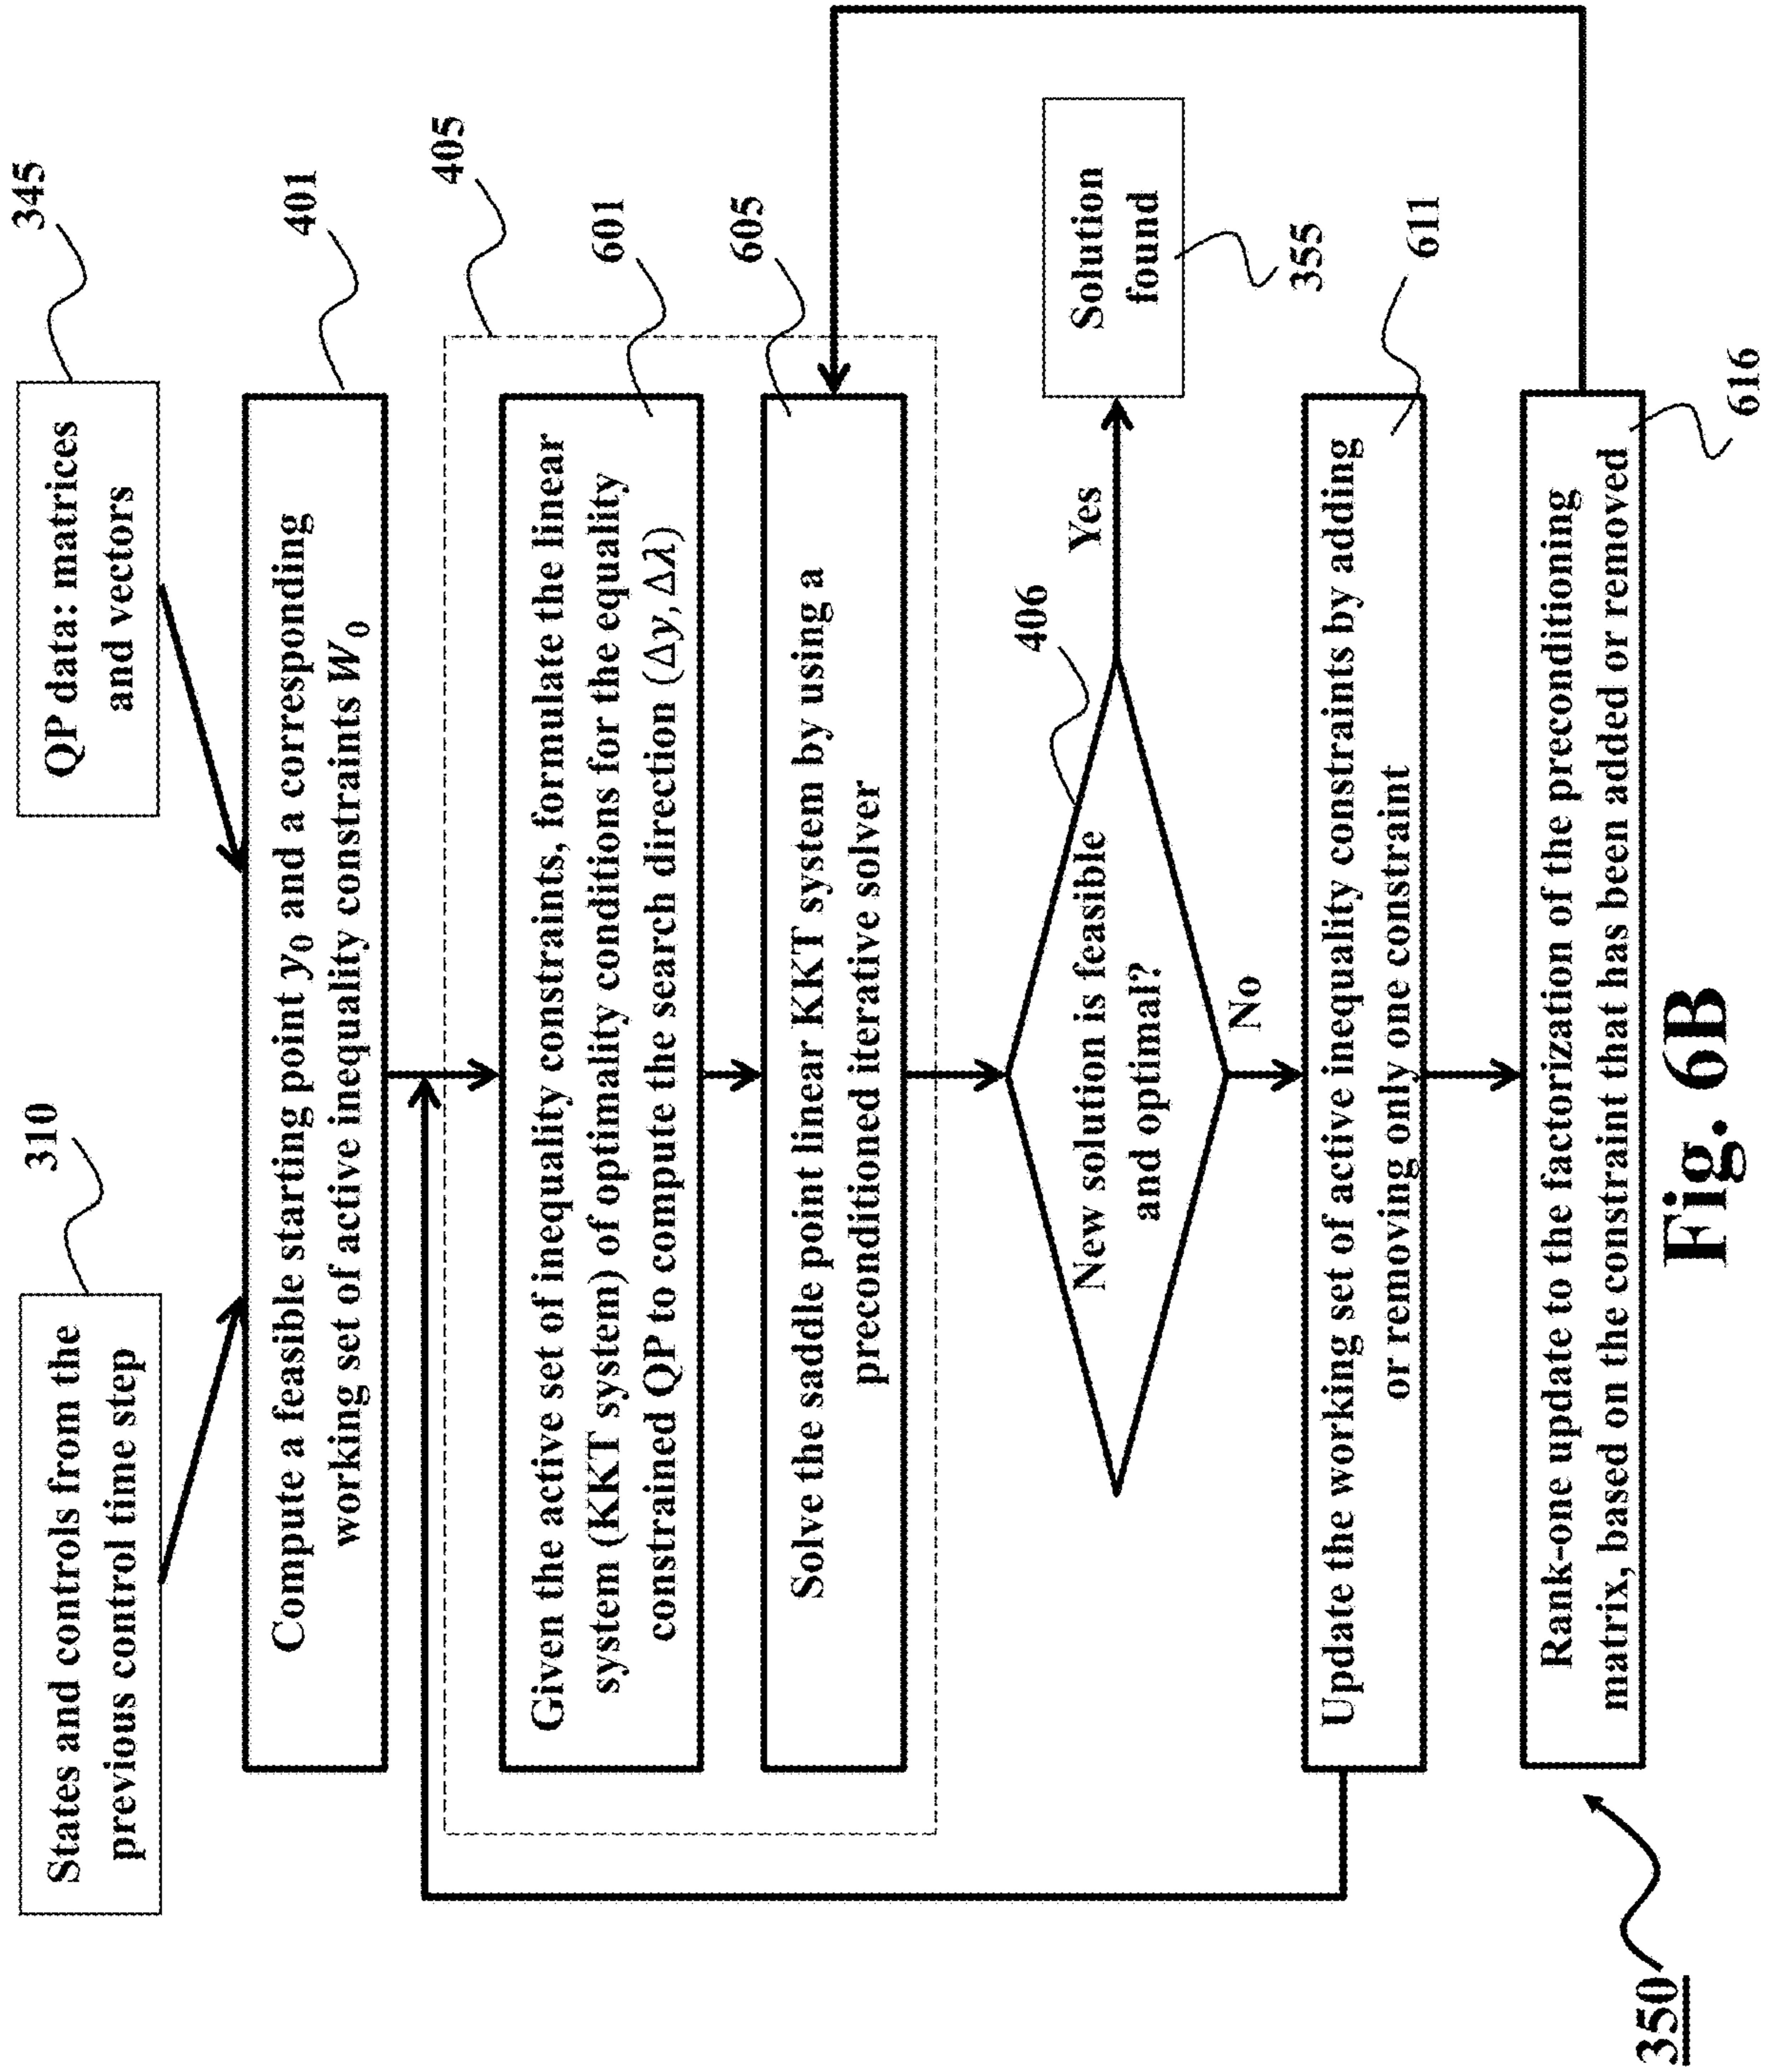 310
345
States and controls from the
previous control time step
QP data: matrices
and vectors
401
Compute a feasible starting point y₀ and a corresponding
working set of active inequality constraints W₀
405
601
Given the active set of inequality constraints, formulate the linear
system (KKT system) of optimality conditions for the equality
constrained QP to compute the search direction (Δy, Δλ)
605
Solve the saddle point linear KKT system by using a
preconditioned iterative solver
406
New solution is feasible
and optimal?
Yes
Solution
found
355
No
611
Update the working set of active inequality constraints by adding
or removing only one constraint
616
Rank-one update to the factorization of the preconditioning
matrix, based on the constraint that has been added or removed
350
Fig. 6B